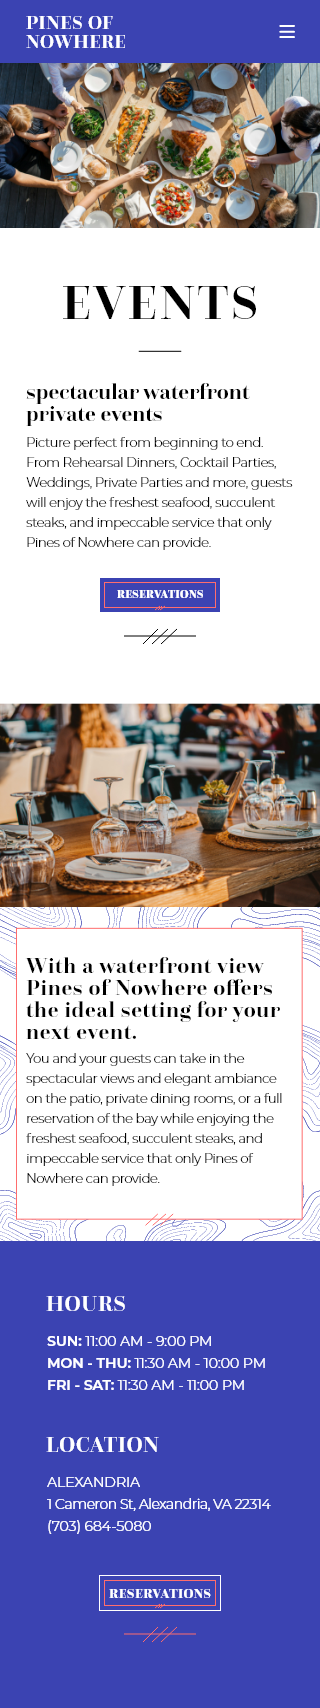 PINES OF
NOWHERE
EVENTS
spectacular waterfront
private events
Picture perfect from beginning to end.
From Rehearsal Dinners, Cocktail Parties,
Weddings, Private Parties and more, guests
will enjoy the freshest seafood, succulent
steaks, and impeccable service that only
Pines of Nowhere can provide.
RESERVATIONS
With a waterfront view
Pines of Nowhere offers
the ideal setting for your
next event.
You and your guests can take in the
spectacular views and elegant ambiance
on the patio, private dining rooms, or a full
reservation of the bay while enjoying the
freshest seafood, succulent steaks, and
impeccable service that only Pines of
Nowhere can provide.
HOURS
SUN: 11:00 AM - 9:00 PM
MON - THU: 11:30 AM - 10:00 PM
FRI - SAT: 11:30 AM - 11:00 PM
LOCATION
ALEXANDRIA
1 Cameron St, Alexandria, VA 22314
(703) 684-5080
RESERVATIONS